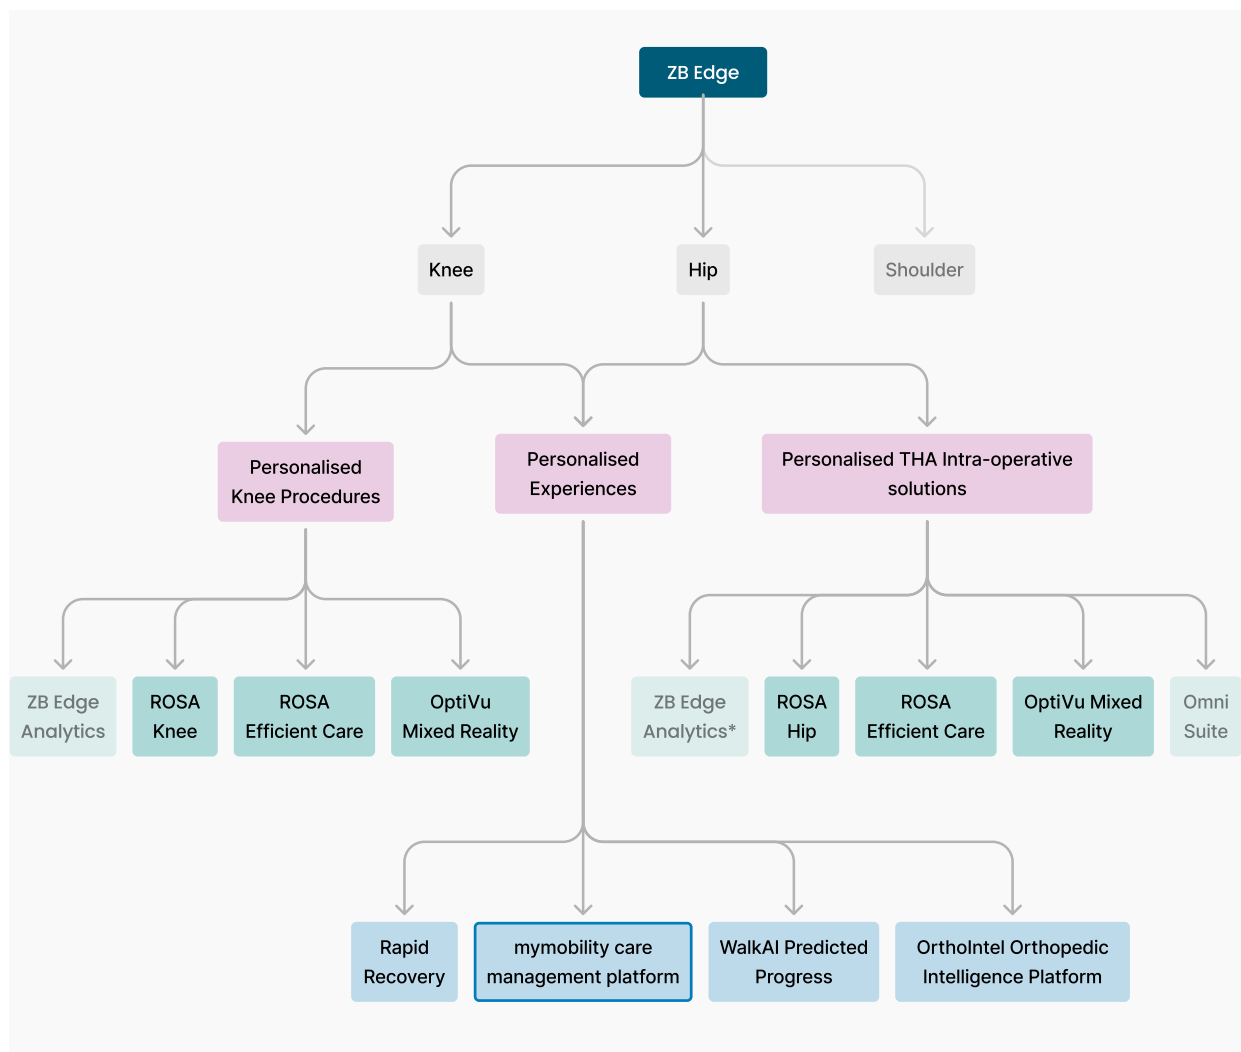 ZB Edge
Knee
Hip
Shoulder
Personalised
Knee Procedures
Personalised
Experiences
Personalised THA Intra-operative
solutions
ZB Edge
Analytics
ROSA
Knee
ROSA
Efficient Care
OptiVu
Mixed Reality
ZB Edge
Analytics*
ROSA
Hip
ROSA
Efficient Care
OptiVu Mixed
Reality
Omni
Suite
Rapid
Recovery
mymobility care
management platform
WalkAI Predicted
Progress
OrthoIntel Orthopedic
Intelligence Platform